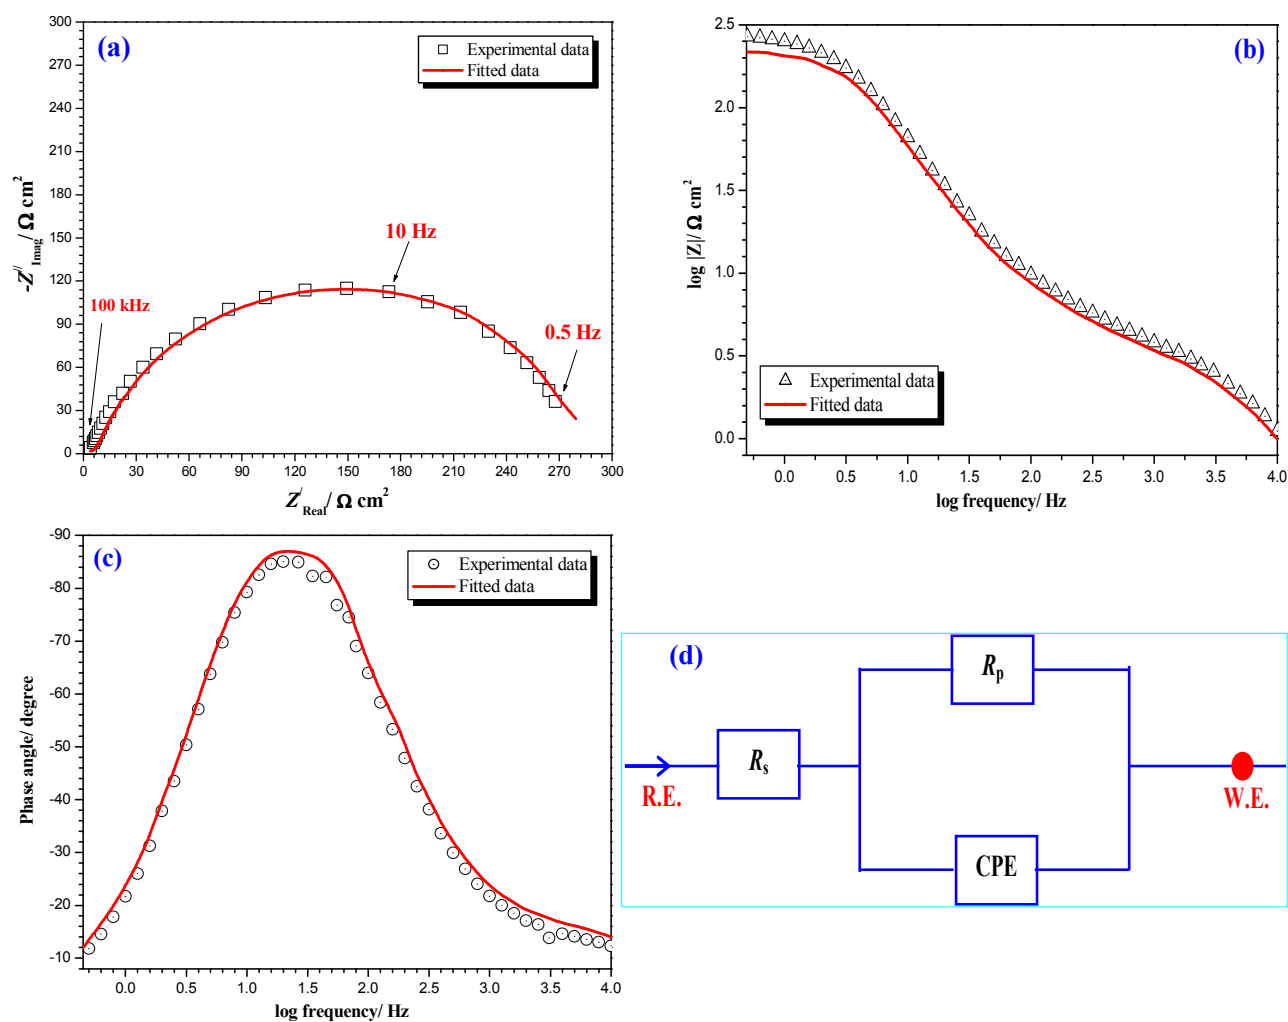 (a)
Experimental data
Fitted data
300
270
240
210
180
150
120
90
60
30
0
-Z//Imag/ Ω cm2
100 kHz
10 Hz
0.5 Hz
0 30 60 90 120 150 180 210 240 270 300
Z/Real/ Ω cm2
(b)
2.5
2.0
1.5
1.0
0.5
0.0
log |Z|/ Ω cm2
Experimental data
Fitted data
0.0 0.5 1.0 1.5 2.0 2.5 3.0 3.5 4.0
log frequency/ Hz
(c)
Experimental data
Fitted data
-90
-80
-70
-60
-50
-40
-30
-20
-10
Phase angle/ degree
0.0 0.5 1.0 1.5 2.0 2.5 3.0 3.5 4.0
log frequency/ Hz
(d)
Rp
Rs
R.E.
W.E.
CPE